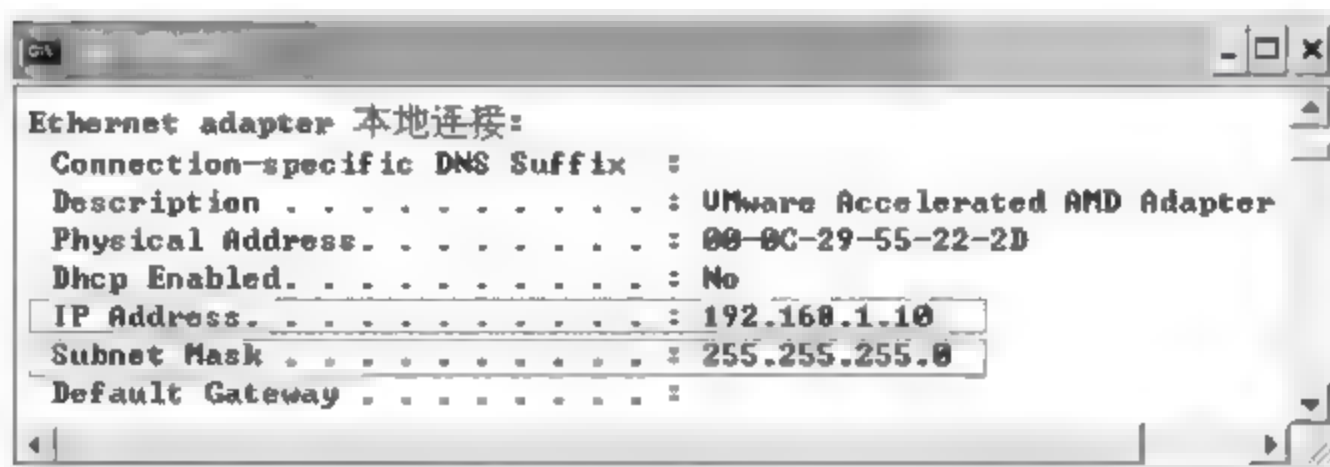 Ethernet adapter 本地连接:
Connection-specific DNS Suffix :
Description . . . . . . . . . . . : VMware Accelerated AMD Adapter
Physical Address. . . . . . . . . : 00-0C-29-55-22-2D
Dhcp Enabled. . . . . . . . . . . : No
IP Address. . . . . . . . . . . . : 192.168.1.10
Subnet Mask . . . . . . . . . . . : 255.255.255.0
Default Gateway . . . . . . . . . :